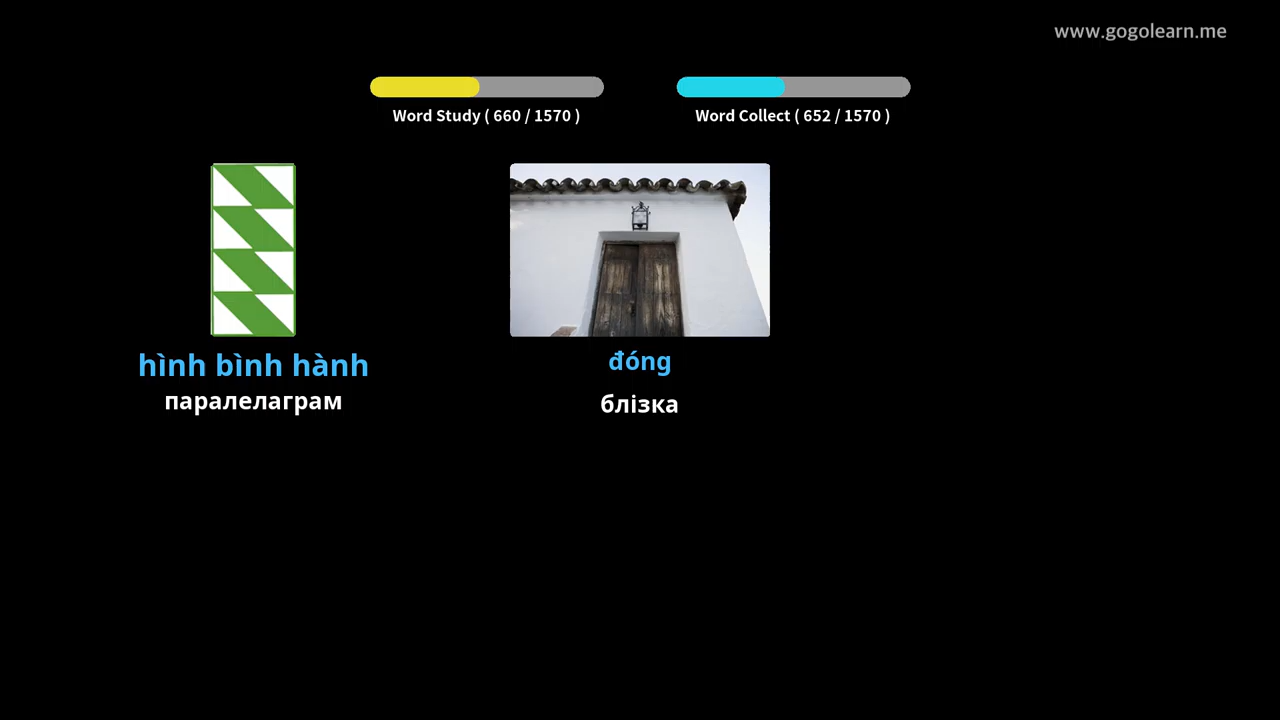 www.gogolearn.me
Word Study ( 660 / 1570 )
Word Collect ( 652 / 1570 )
hình bình hành
паралелаграм
đóng
блізка